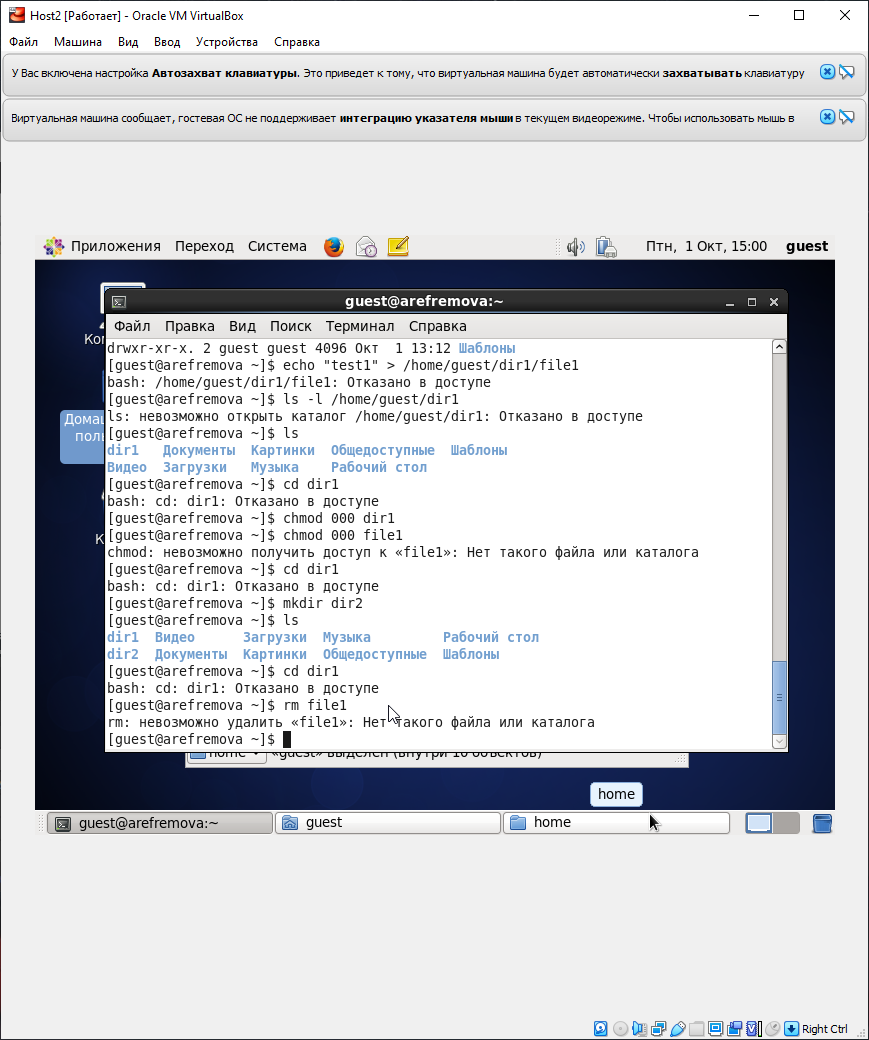 Host2 [Работает] - Oracle VM VirtualBox
Файл Машина Вид Ввод Устройства Справка
У Вас включена настройка Автозахват клавиатуры. Это приведет к тому, что виртуальная машина будет автоматически захватывать клавиатуру
Виртуальная машина сообщает, гостевая ОС не поддерживает интеграцию указателя мыши в текущем видеорежиме. Чтобы использовать мышь в
Приложения Переход Система Птн, 1 Окт, 15:00 guest
guest@arefremova:~
Файл Правка Вид Поиск Терминал Справка
drwxr-xr-x. 2 guest guest 4096 Окт  1 13:12 Шаблоны
[guest@arefremova ~]$ echo "test1" > /home/guest/dir1/file1
bash: /home/guest/dir1/file1: Отказано в доступе
[guest@arefremova ~]$ ls -l /home/guest/dir1
ls: невозможно открыть каталог /home/guest/dir1: Отказано в доступе
[guest@arefremova ~]$ ls
dir1   Документы  Картинки  Общедоступные  Шаблоны
Видео  Загрузки   Музыка    Рабочий стол
[guest@arefremova ~]$ cd dir1
bash: cd: dir1: Отказано в доступе
[guest@arefremova ~]$ chmod 000 dir1
[guest@arefremova ~]$ chmod 000 file1
chmod: невозможно получить доступ к «file1»: Нет такого файла или каталога
[guest@arefremova ~]$ cd dir1
bash: cd: dir1: Отказано в доступе
[guest@arefremova ~]$ mkdir dir2
[guest@arefremova ~]$ ls
dir1  Видео      Загрузки  Музыка         Рабочий стол
dir2  Документы  Картинки  Общедоступные  Шаблоны
[guest@arefremova ~]$ cd dir1
bash: cd: dir1: Отказано в доступе
[guest@arefremova ~]$ rm file1
rm: невозможно удалить «file1»: Нет такого файла или каталога
[guest@arefremova ~]$
home «guest» выделен (внутри 10 объектов)
home
guest@arefremova:~ guest home
Right Ctrl